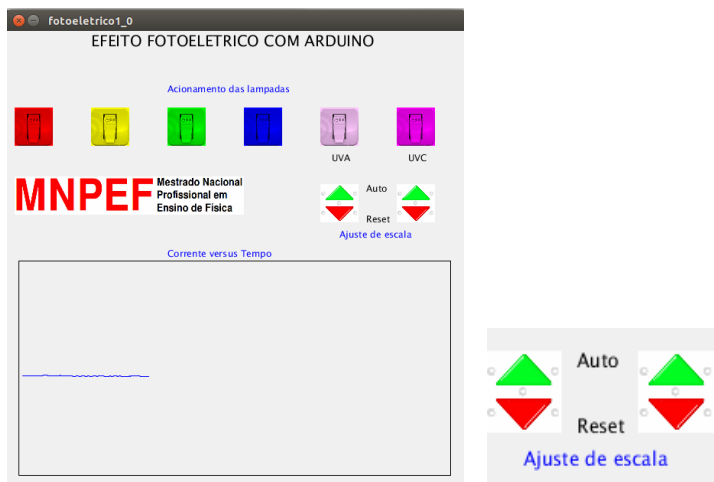 fotoeletrico1_0
EFEITO FOTOELETRICO COM ARDUINO
Acionamento das lampadas
UVA
UVC
MNPEF
Mestrado Nacional
Profissional em
Ensino de Física
Auto
Reset
Ajuste de escala
Corrente versus Tempo
Auto
Reset
Ajuste de escala